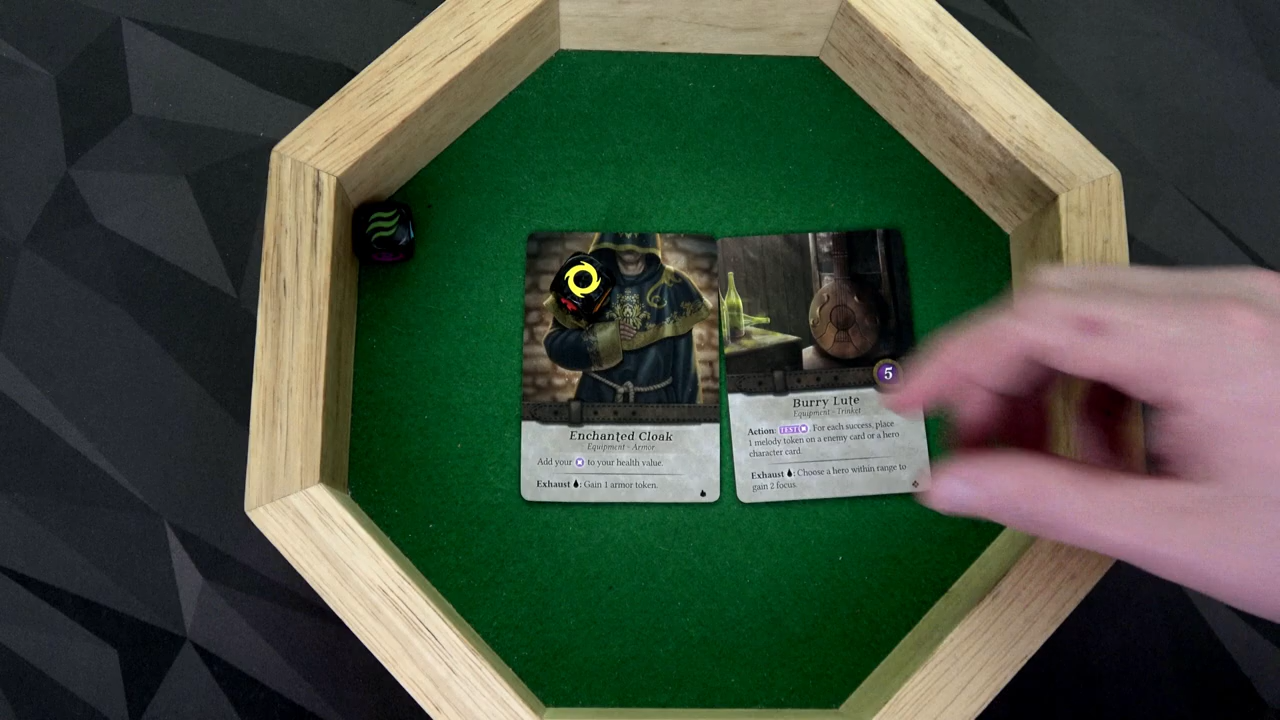 Enchanted Cloak
Equipment - Armor
Add your to your health value.
Exhaust : Gain 1 armor token.
5
Burry Lute
Equipment - Trinket
Action: TEST . For each success, place
1 melody token on a enemy card or a hero
character card.
Exhaust : Choose a hero within range to
gain 2 focus.